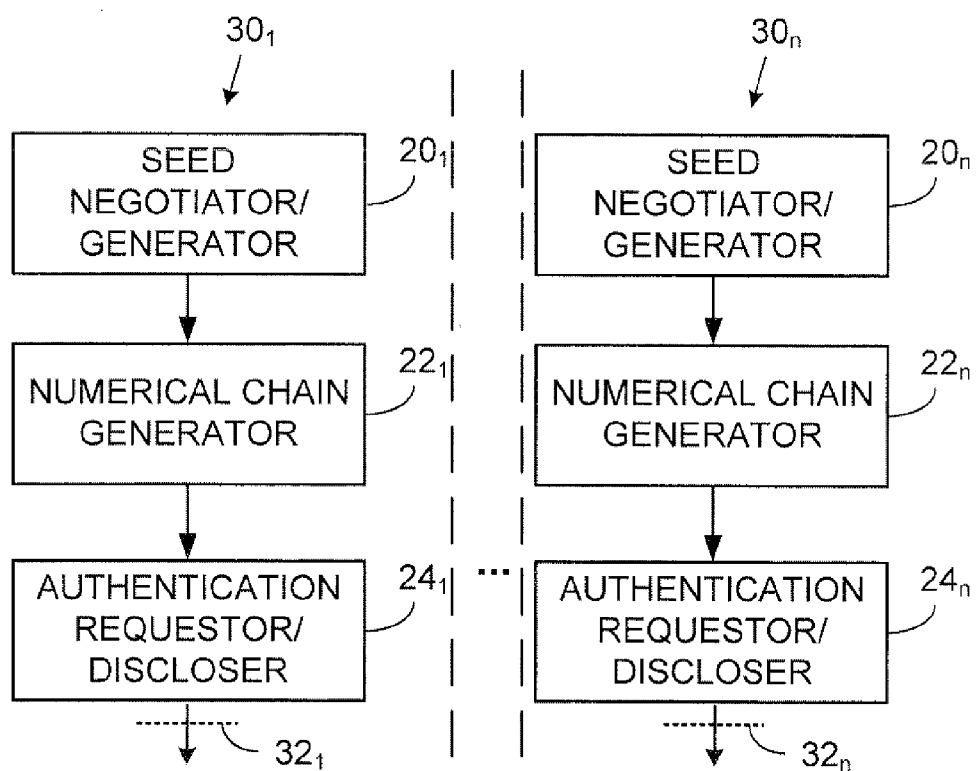 30₁
30ₙ
SEED
NEGOTIATOR/
GENERATOR
20₁
SEED
NEGOTIATOR/
GENERATOR
20ₙ
NUMERICAL CHAIN
GENERATOR
22₁
NUMERICAL CHAIN
GENERATOR
22ₙ
AUTHENTICATION
REQUESTOR/
DISCLOSER
24₁
...
AUTHENTICATION
REQUESTOR/
DISCLOSER
24ₙ
32₁
32ₙ